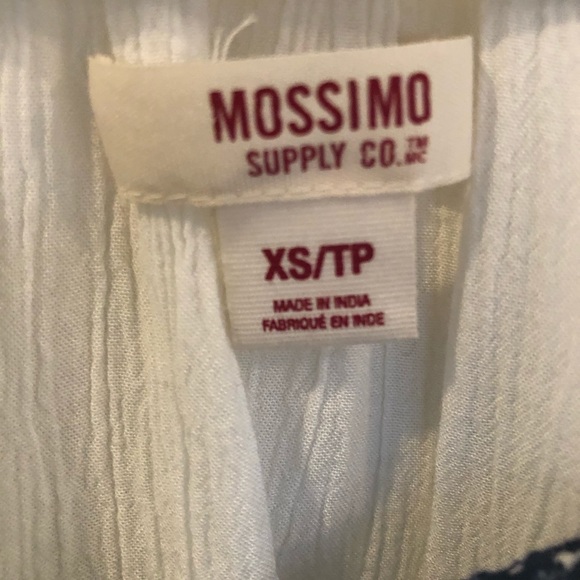 MOSSIMO
SUPPLY CO.™ MC
XS/TP
MADE IN INDIA
FABRIQUÉ EN INDE